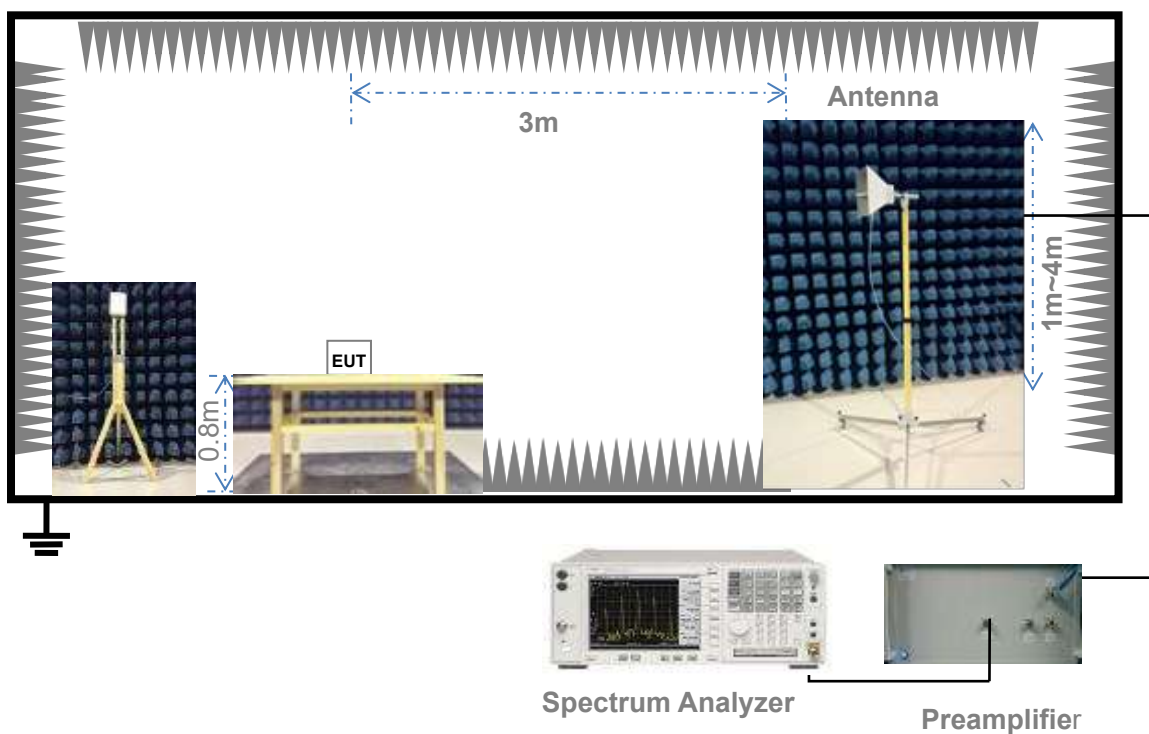 Antenna
3m
1m~4m
EUT
0.8m
Spectrum Analyzer
Preamplifier